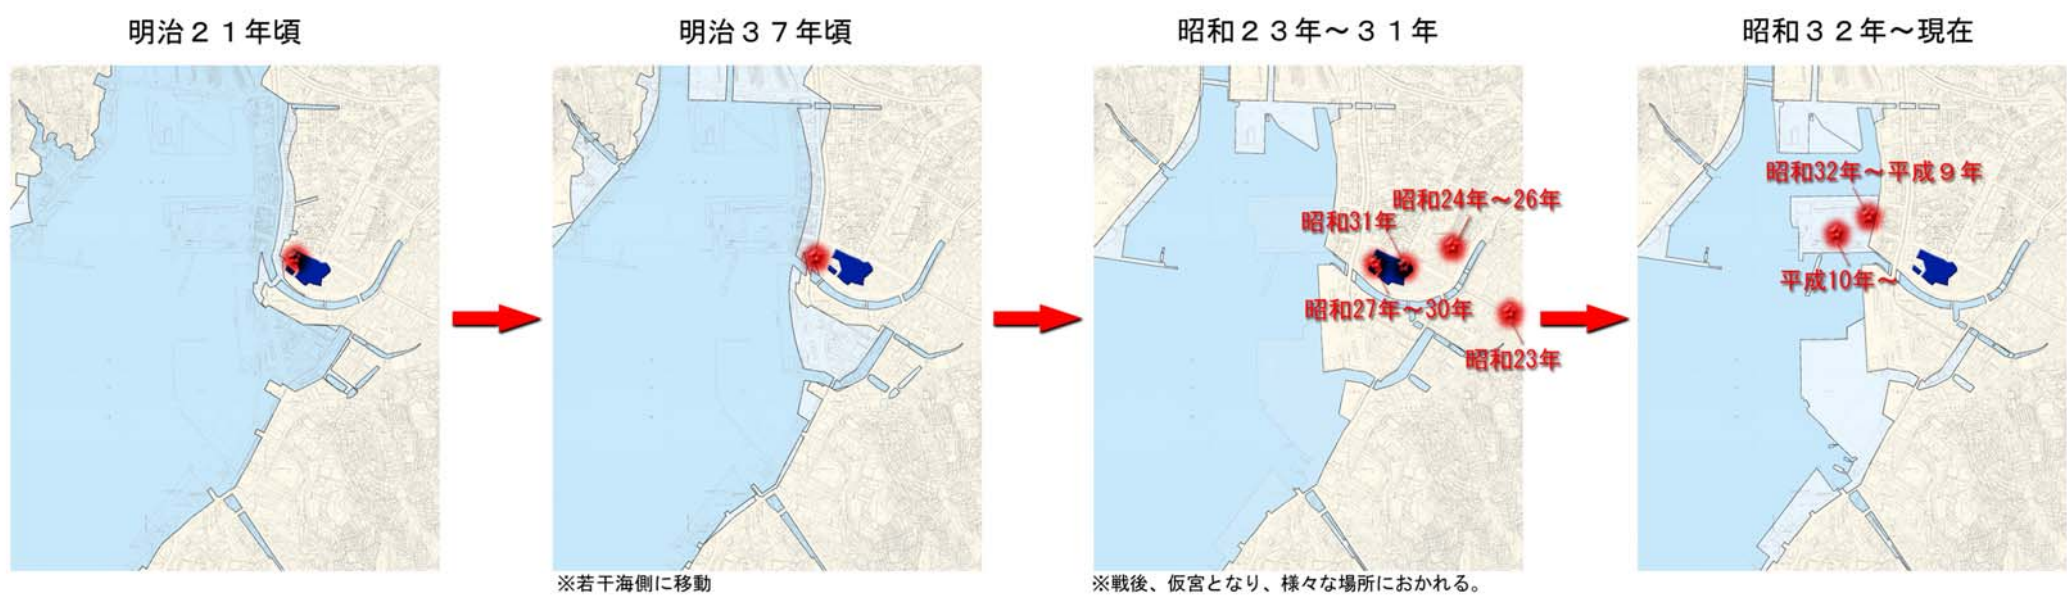 明治２１年頃
明治３７年頃
昭和２３年～３１年
昭和３２年～現在
昭和24年～26年
昭和31年
昭和27年～30年
昭和23年
昭和32年～平成９年
平成10年～
※若干海側に移動
※戦後、仮宮となり、様々な場所におかれる。